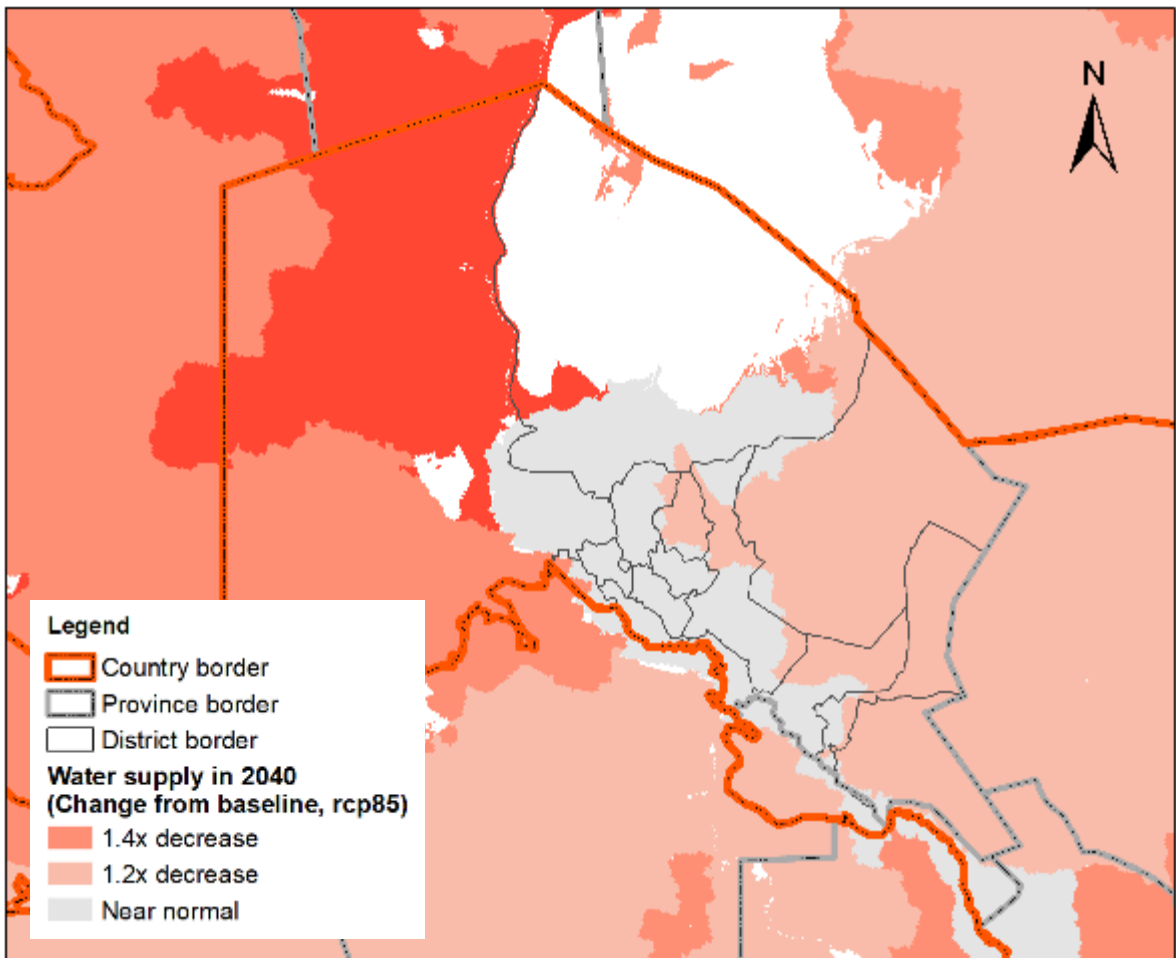 N
Legend
Country border
Province border
District border
Water supply in 2040
(Change from baseline, rcp85)
1.4x decrease
1.2x decrease
Near normal